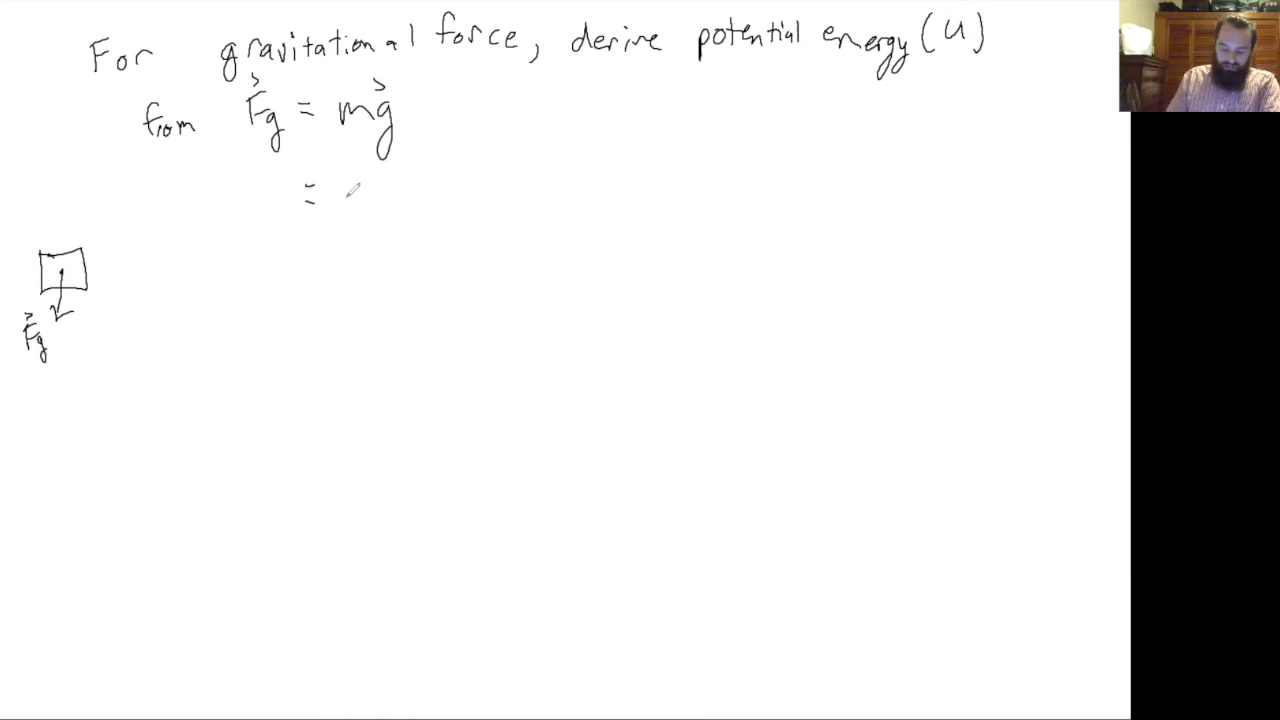 For gravitational force, derive potential energy (U)
from F⃗g = mg⃗
=
F⃗g